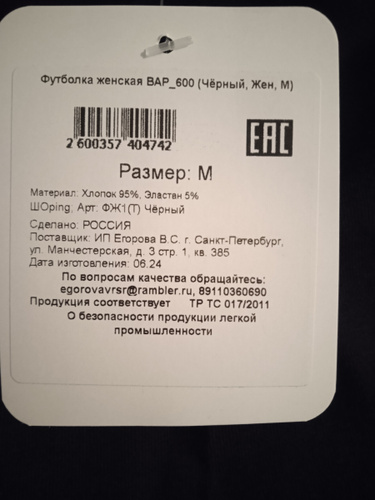 Футболка женская ВАР_600 (Чёрный, Жен, М)
2 600357 404742
EAC
Размер: М
Материал: Хлопок 95%, Эластан 5%
ШОping, Арт: ФЖ1(Т) Чёрный
Сделано: РОССИЯ
Поставщик: ИП Егорова В.С. г. Санкт-Петербург,
ул. Манчестерская, д. 3 стр. 1, кв. 385
Дата изготовления: 06.24
По вопросам качества обращайтесь:
egorovavrsr@rambler.ru, 89110360690
Продукция соответствует ТР ТС 017/2011
О безопасности продукции легкой
промышленности